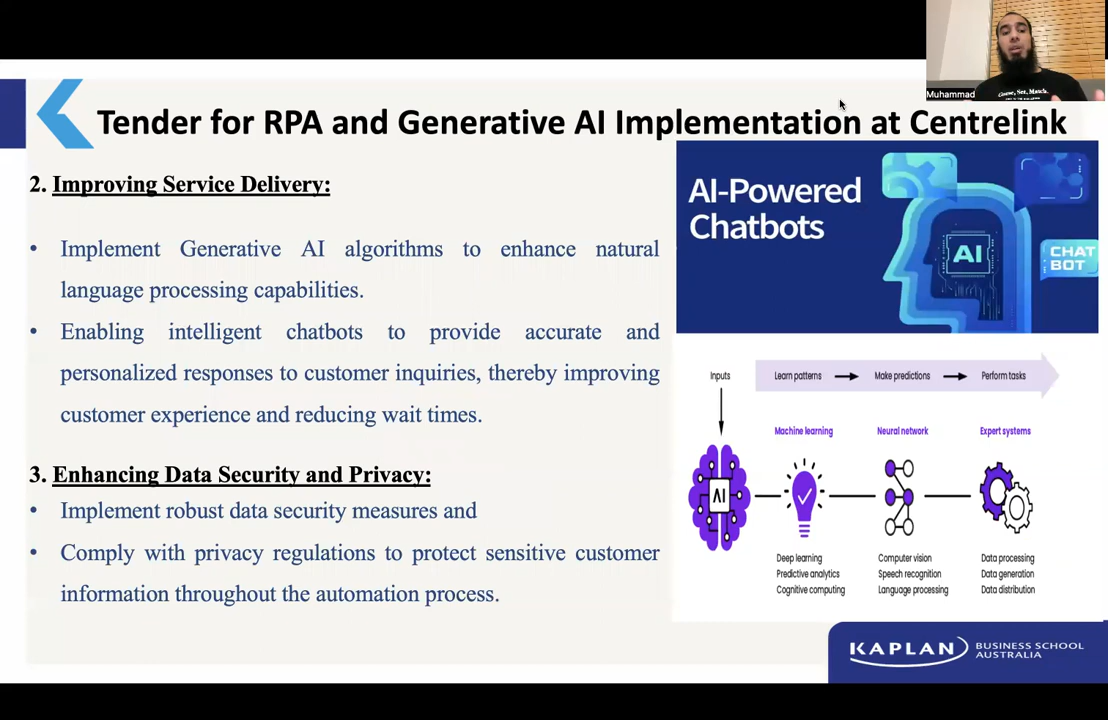 Muhammad
Tender for RPA and Generative AI Implementation at Centrelink
2. Improving Service Delivery:
• Implement Generative AI algorithms to enhance natural
language processing capabilities.
• Enabling intelligent chatbots to provide accurate and
personalized responses to customer inquiries, thereby improving
customer experience and reducing wait times.
3. Enhancing Data Security and Privacy:
• Implement robust data security measures and
• Comply with privacy regulations to protect sensitive customer
information throughout the automation process.
AI-Powered
Chatbots
AI
CHAT
BOT
Inputs
Learn patterns
Make predictions
Perform tasks
Machine learning
Neural network
Expert systems
AI
Deep learning
Predictive analytics
Cognitive computing
Computer vision
Speech recognition
Language processing
Data processing
Data generation
Data distribution
KAPLAN
BUSINESS SCHOOL
AUSTRALIA